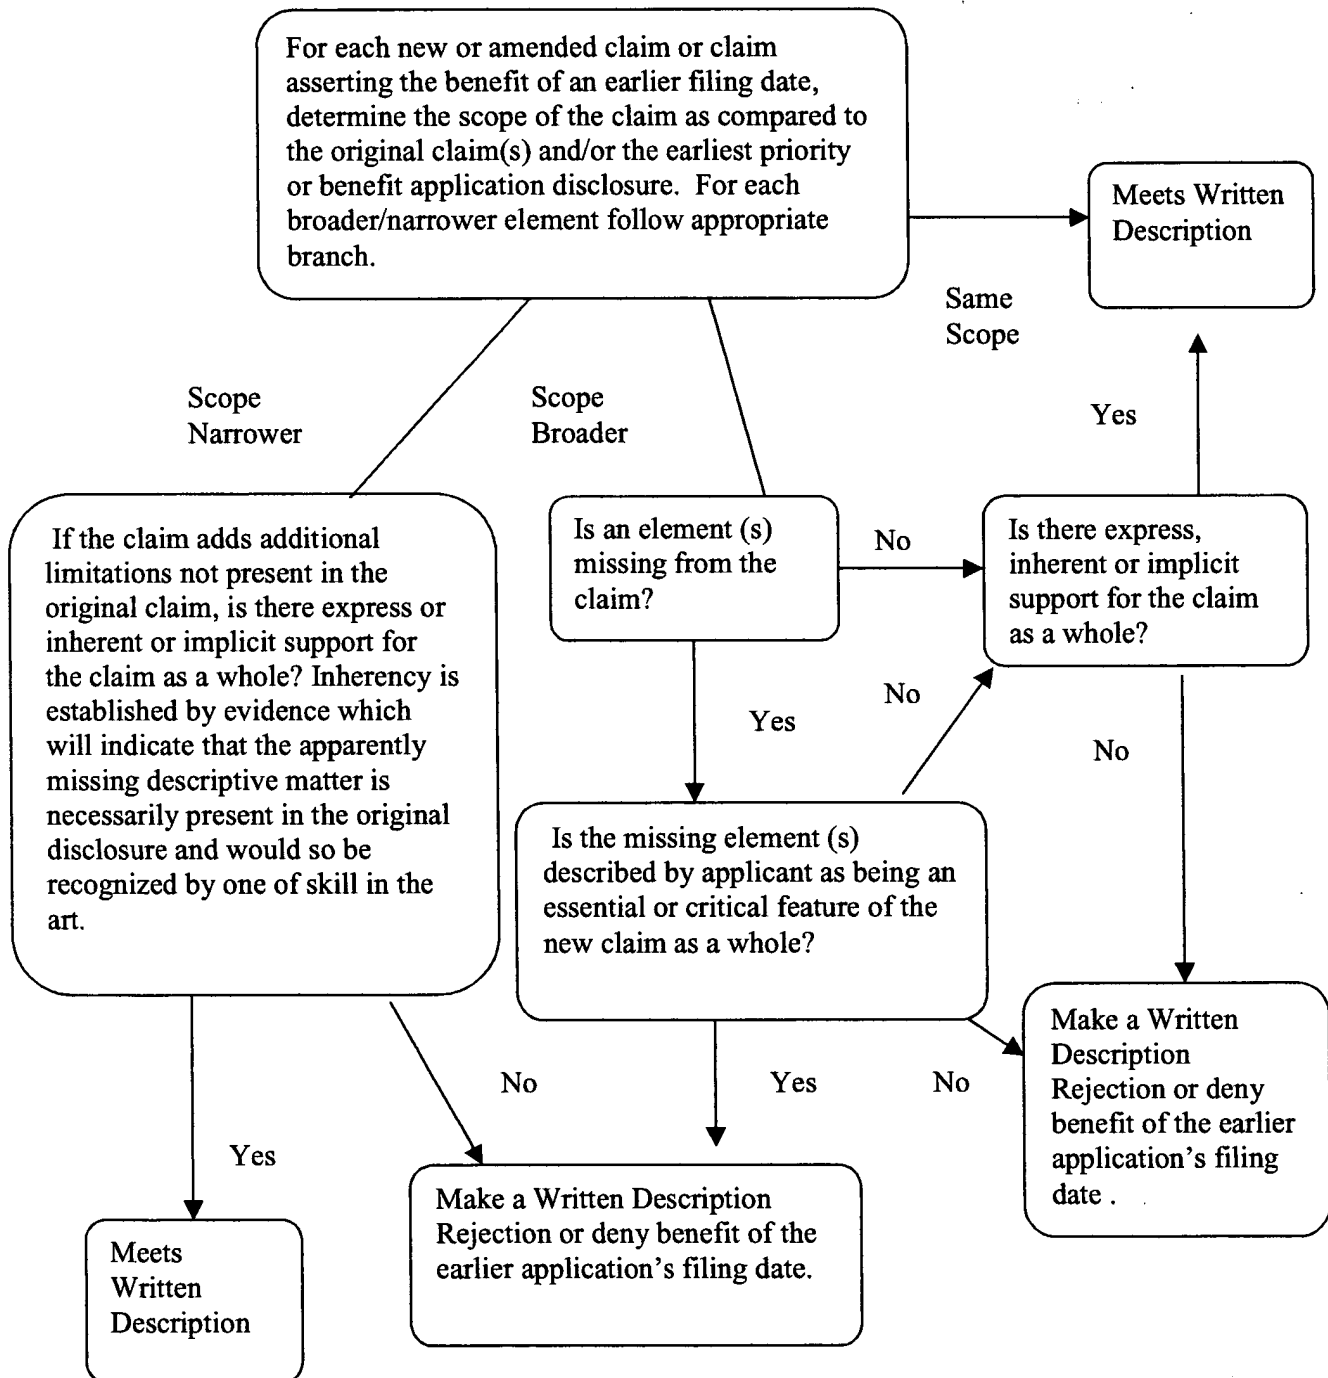 For each new or amended claim or claim
asserting the benefit of an earlier filing date,
determine the scope of the claim as compared to
the original claim(s) and/or the earliest priority
or benefit application disclosure.  For each
broader/narrower element follow appropriate
branch.
Meets Written
Description
Same
Scope
Scope
Narrower
Scope
Broader
Yes
If the claim adds additional
limitations not present in the
original claim, is there express or
inherent or implicit support for
the claim as a whole? Inherency is
established by evidence which
will indicate that the apparently
missing descriptive matter is
necessarily present in the original
disclosure and would so be
recognized by one of skill in the
art.
Is an element (s)
missing from the
claim?
No
Is there express,
inherent or implicit
support for the claim
as a whole?
Yes
No
No
Is the missing element (s)
described by applicant as being an
essential or critical feature of the
new claim as a whole?
Make a Written
Description
Rejection or deny
benefit of the earlier
application's filing
date .
No
Yes
No
Yes
Meets
Written
Description
Make a Written Description
Rejection or deny benefit of the
earlier application's filing date.